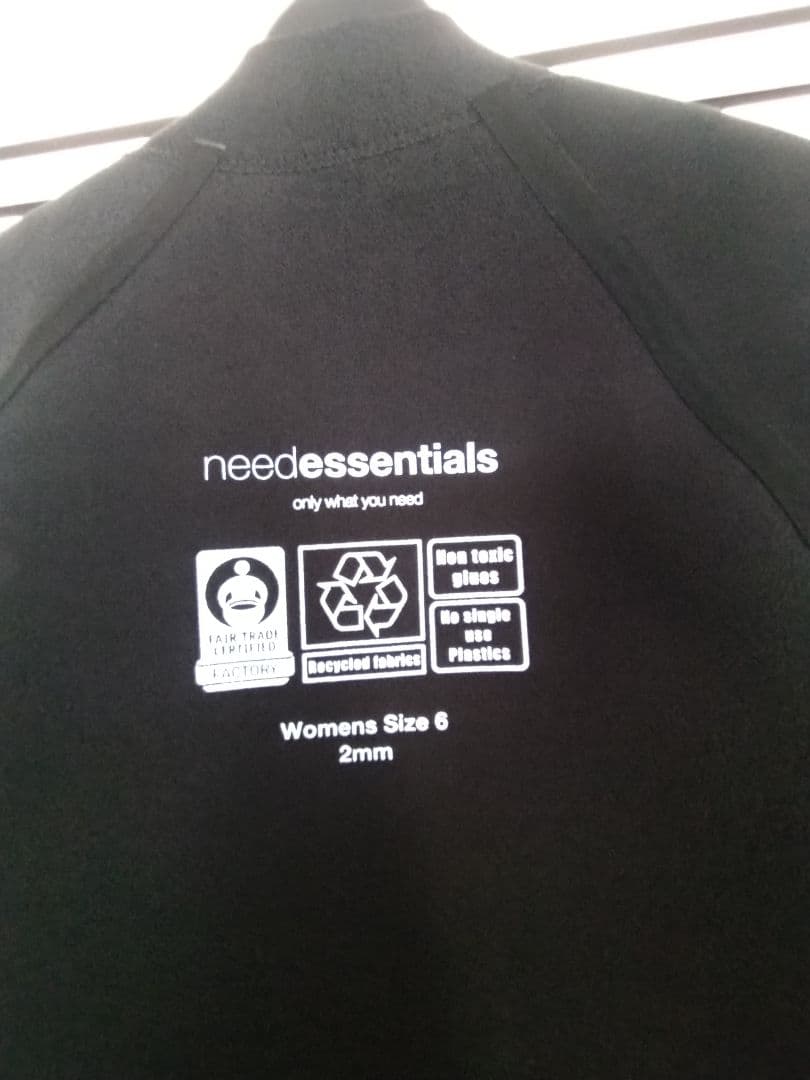 needessentials
only what you need
FAIR TRADE
CERTIFIED
FACTORY
Recycled fabrics
Non toxic
glues
No single
use
Plastics
Womens Size 6
2mm